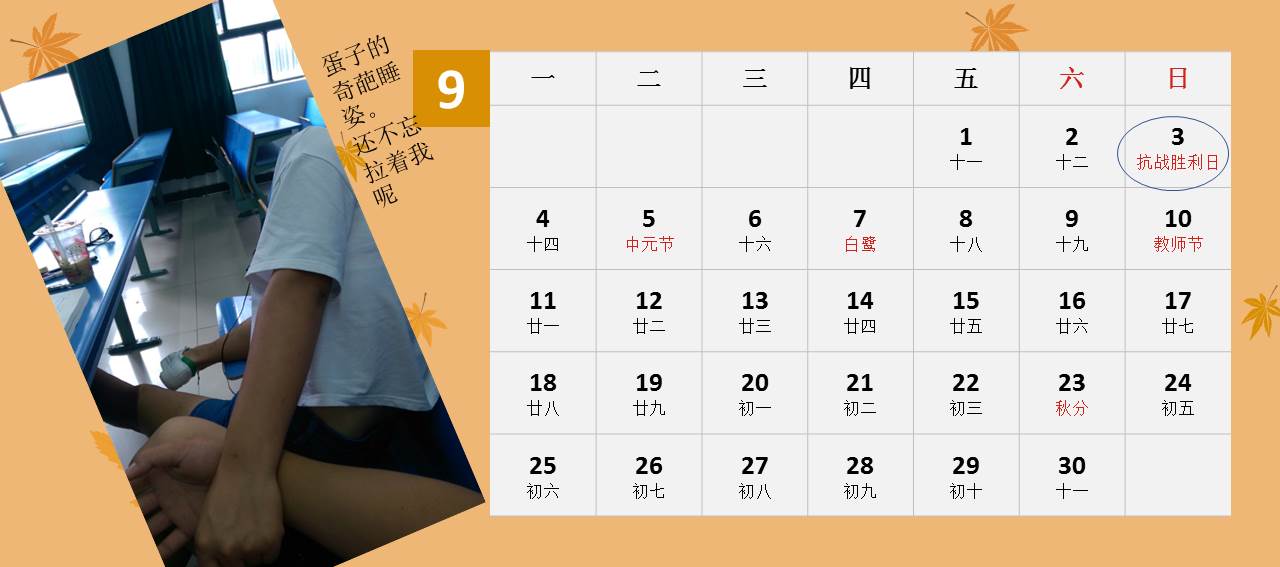 蛋子的
奇葩睡
姿。
还不忘
拉着我
呢
9
一 二 三 四 五 六 日
1 2 3
十一 十二 抗战胜利日
4 5 6 7 8 9 10
十四 中元节 十六 白鹭 十八 十九 教师节
11 12 13 14 15 16 17
廿一 廿二 廿三 廿四 廿五 廿六 廿七
18 19 20 21 22 23 24
廿八 廿九 初一 初二 初三 秋分 初五
25 26 27 28 29 30
初六 初七 初八 初九 初十 十一